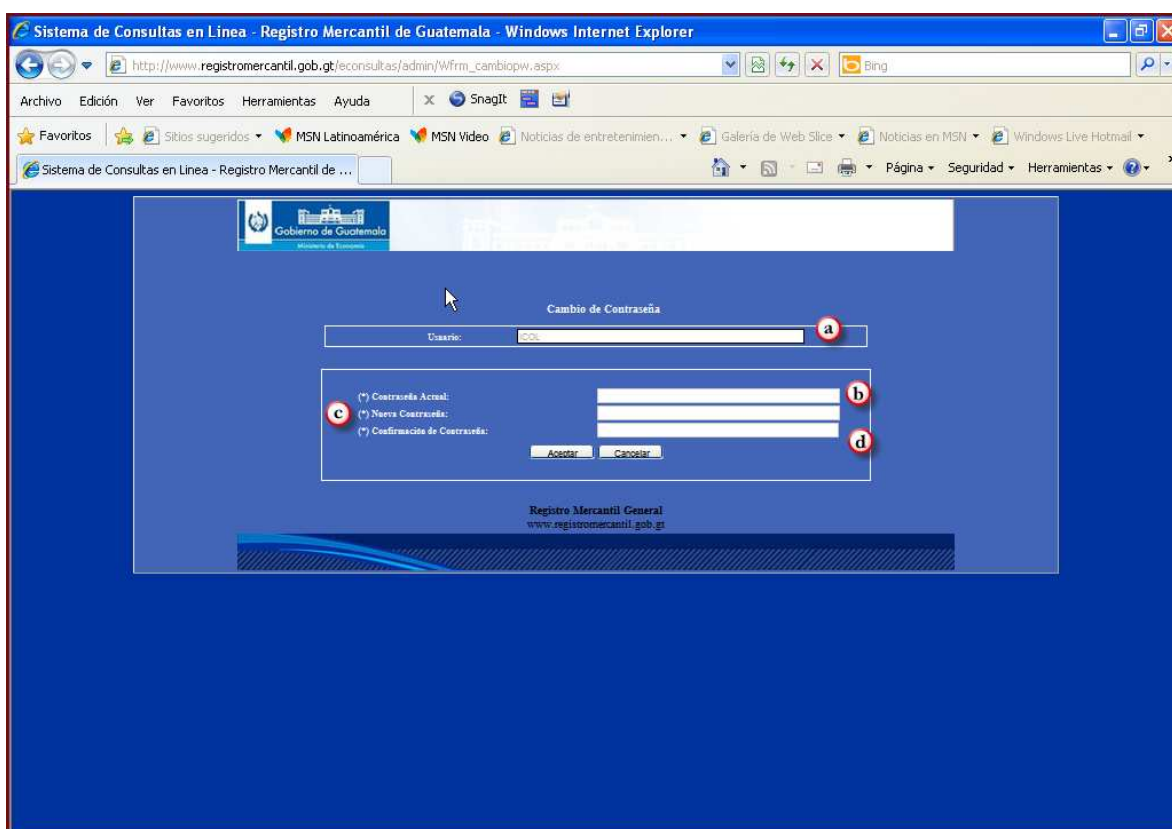 Sistema de Consultas en Linea - Registro Mercantil de Guatemala - Windows Internet Explorer
http://www.registromercantil.gob.gt/econsultas/admin/Wfrm_cambiopw.aspx
Bing
Archivo Edición Ver Favoritos Herramientas Ayuda x SnagIt
Favoritos Sitios sugeridos MSN Latinoamérica MSN Video Noticias de entretenimien... Galería de Web Slice Noticias en MSN Windows Live Hotmail
Sistema de Consultas en Linea - Registro Mercantil de ... Página Seguridad Herramientas
Gobierno de Guatemala
Ministerio de Economía
Cambio de Contraseña
Usuario: ICOL a
(*) Contraseña Actual: b
c (*) Nueva Contraseña:
(*) Confirmación de Contraseña: d
Aceptar Cancelar
Registro Mercantil General
www.registromercantil.gob.gt